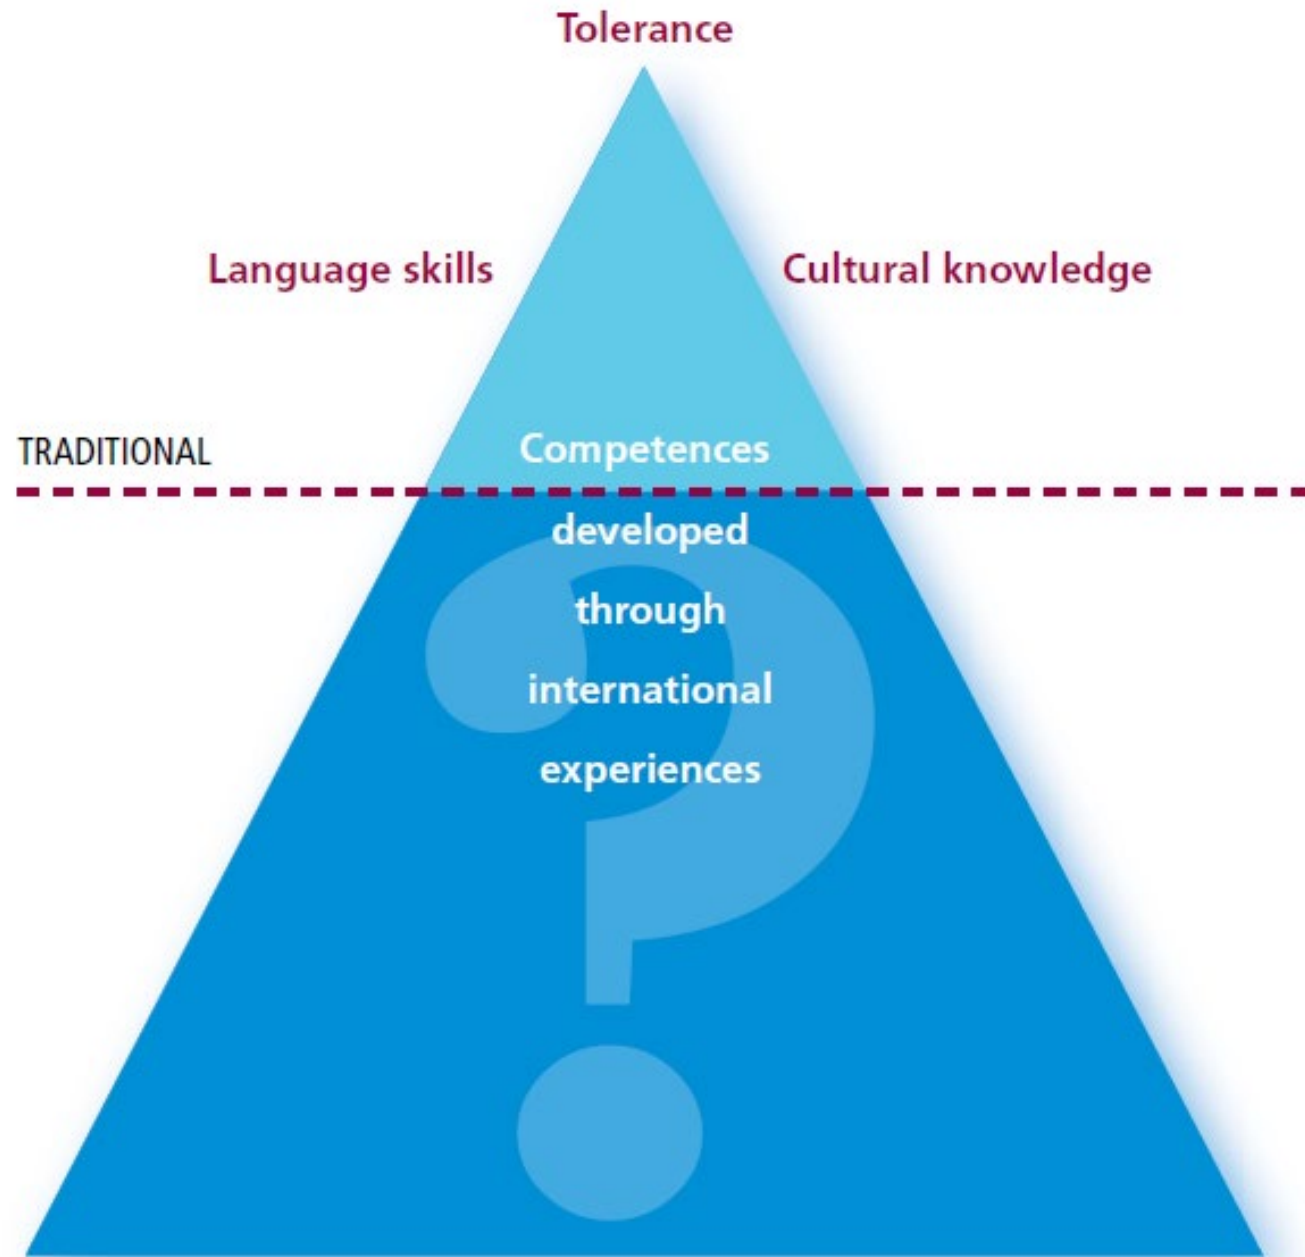 Tolerance
Language skills
Cultural knowledge
TRADITIONAL
Competences
developed
through
international
experiences
?